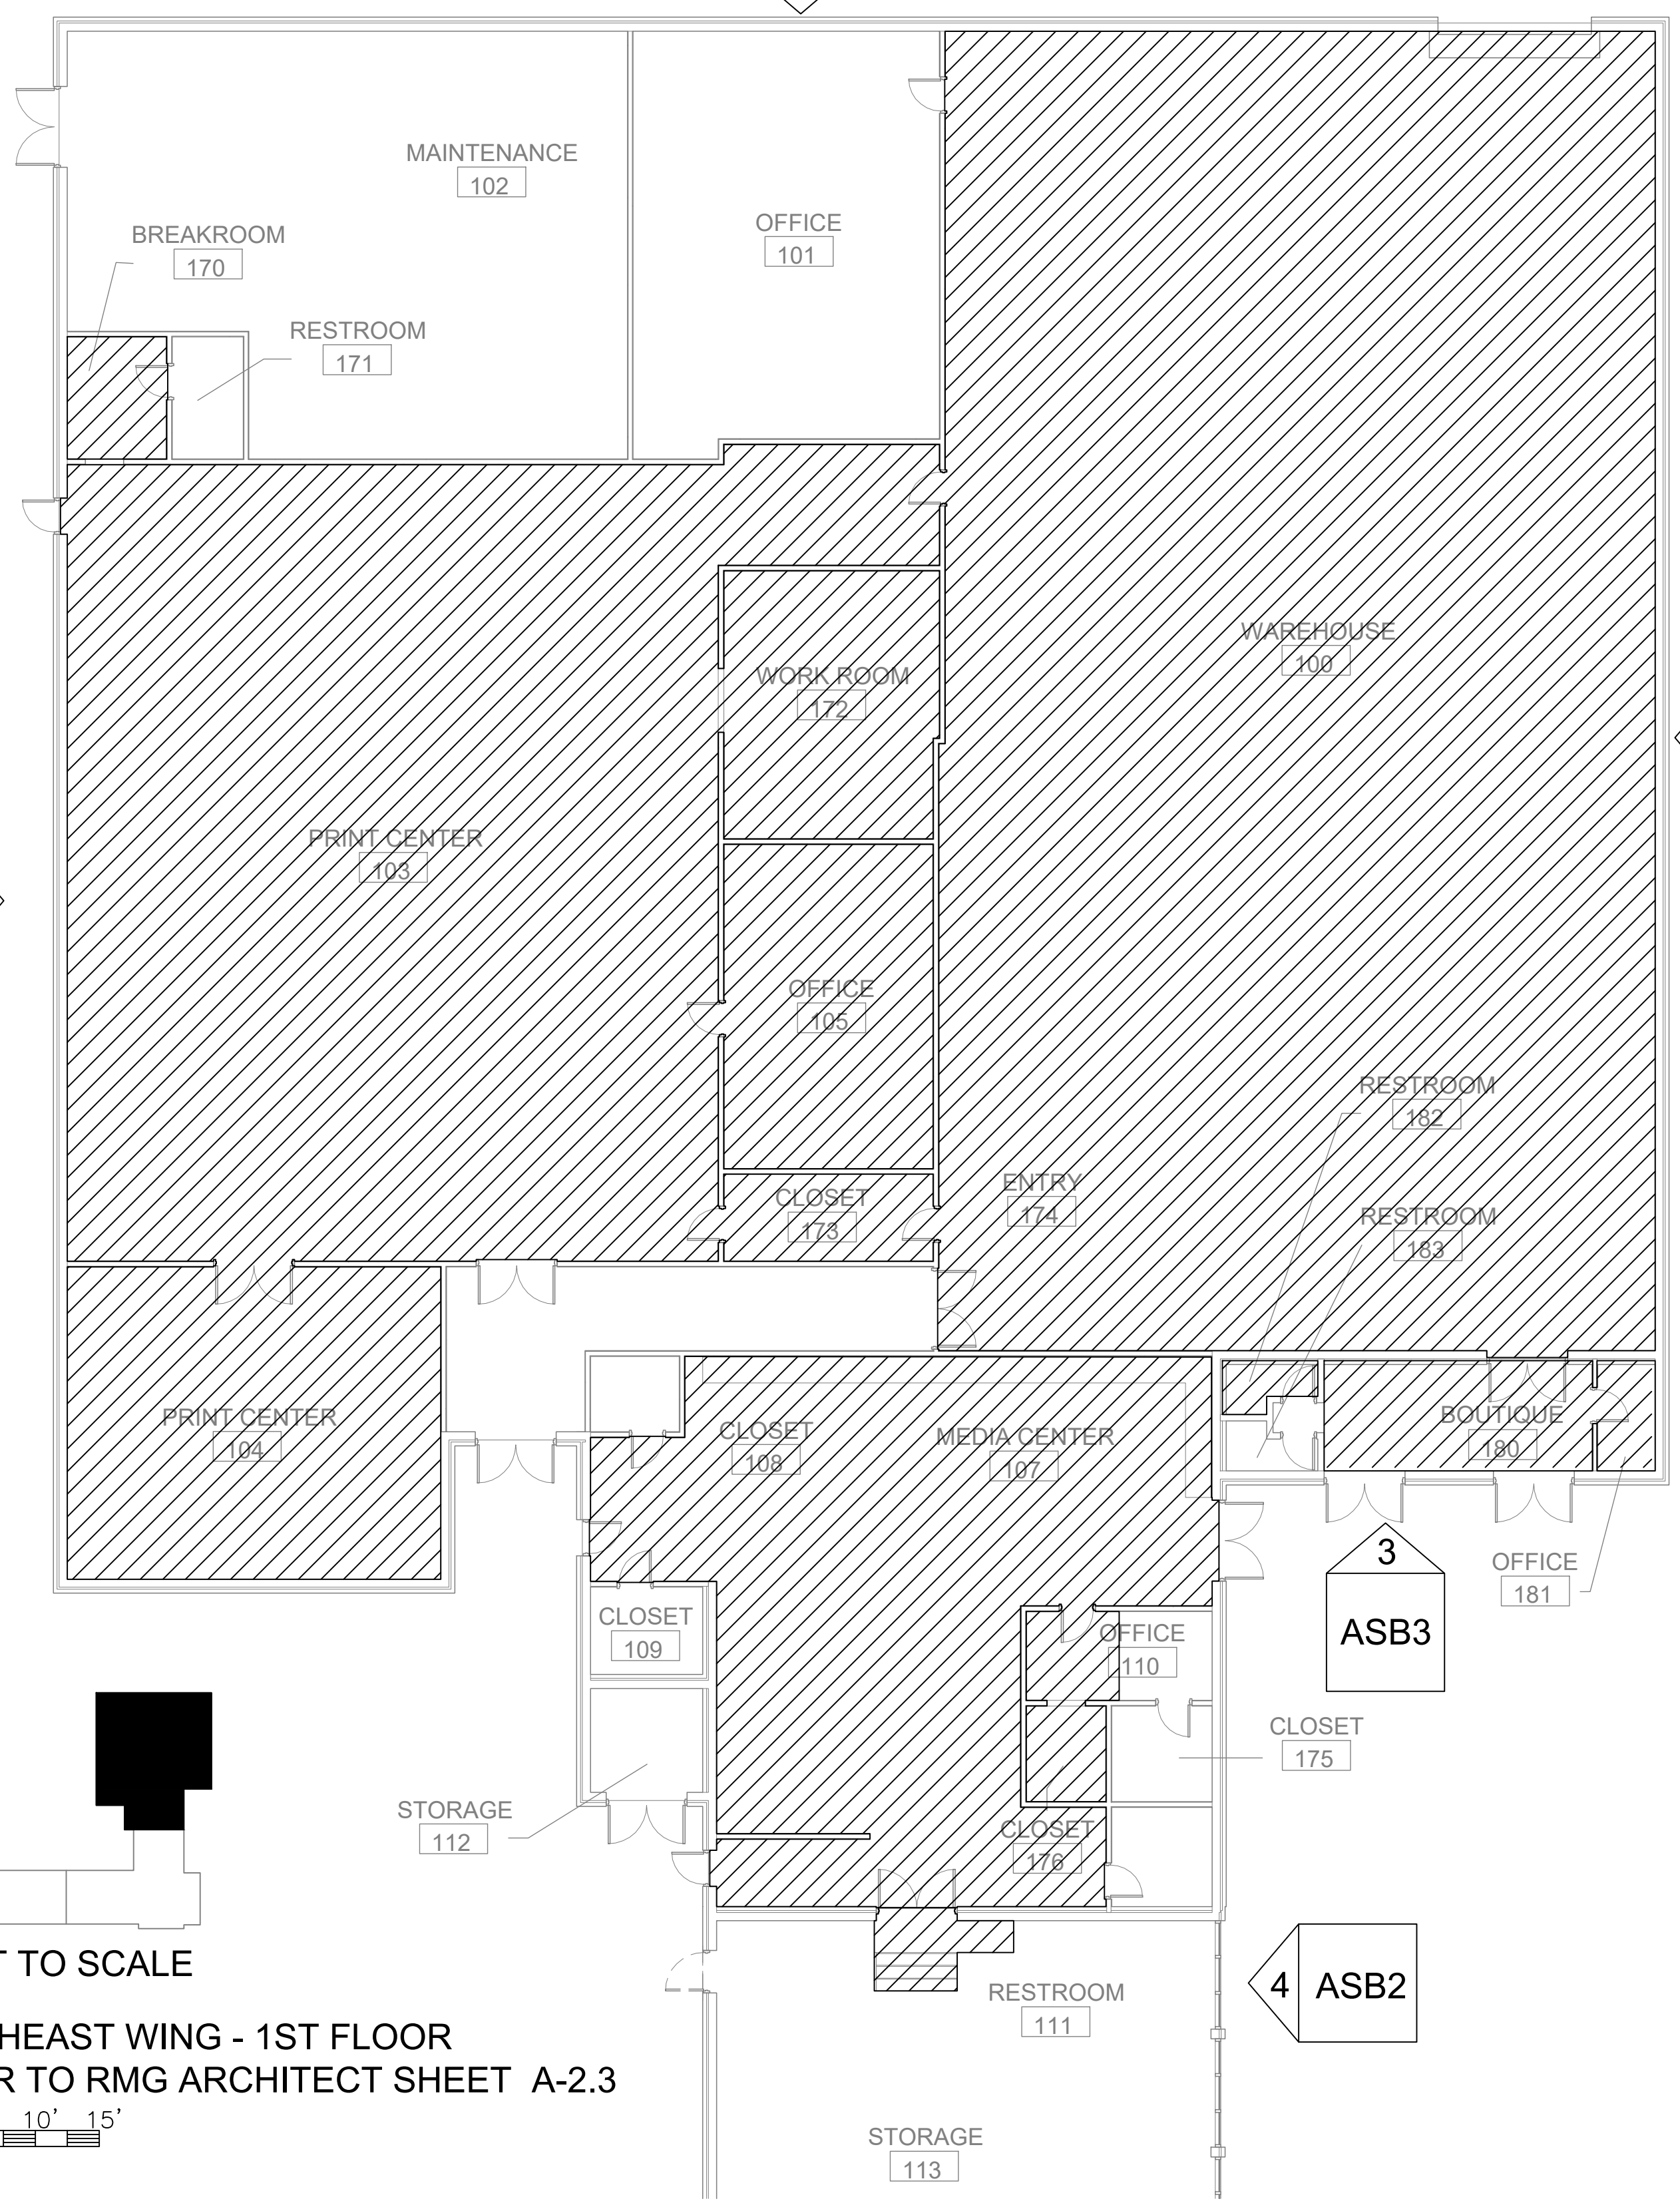 MAINTENANCE
102
OFFICE
101
BREAKROOM
170
RESTROOM
171
WAREHOUSE
100
WORK ROOM
172
PRINT CENTER
103
OFFICE
105
RESTROOM
182
ENTRY
174
CLOSET
173
RESTROOM
183
PRINT CENTER
104
CLOSET
108
MEDIA CENTER
107
BOUTIQUE
180
3
ASB3
OFFICE
181
CLOSET
109
OFFICE
110
CLOSET
175
STORAGE
112
CLOSET
176
T TO SCALE
4 ASB2
RESTROOM
111
HEAST WING - 1ST FLOOR
R TO RMG ARCHITECT SHEET A-2.3
10' 15'
STORAGE
113